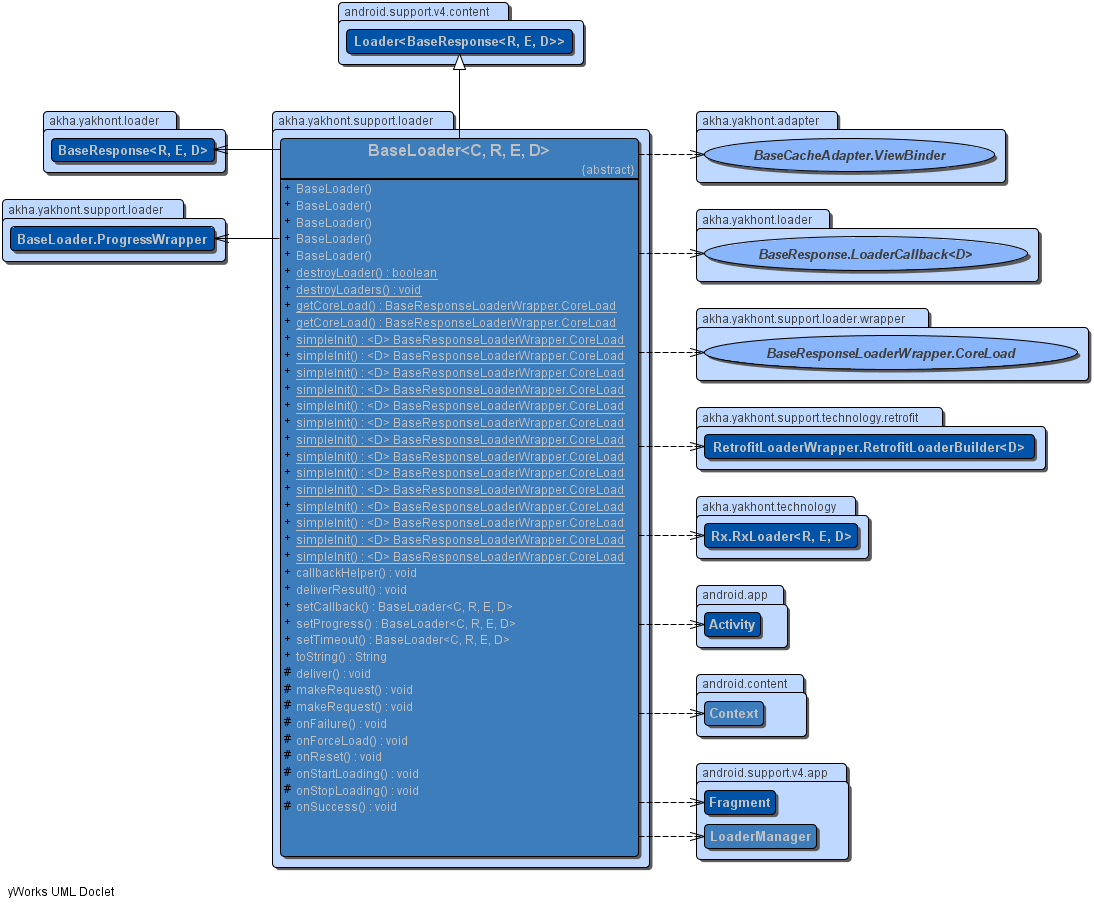 android.support.v4.content
Loader<BaseResponse<R, E, D>>
akha.yakhont.loader
BaseResponse<R, E, D>
akha.yakhont.support.loader
BaseLoader.ProgressWrapper
akha.yakhont.support.loader
BaseLoader<C, R, E, D>
{abstract}
+ BaseLoader()
+ BaseLoader()
+ BaseLoader()
+ BaseLoader()
+ BaseLoader()
+ destroyLoader() : boolean
+ destroyLoaders() : void
+ getCoreLoad() : BaseResponseLoaderWrapper.CoreLoad
+ getCoreLoad() : BaseResponseLoaderWrapper.CoreLoad
+ simpleInit() : <D> BaseResponseLoaderWrapper.CoreLoad
+ simpleInit() : <D> BaseResponseLoaderWrapper.CoreLoad
+ simpleInit() : <D> BaseResponseLoaderWrapper.CoreLoad
+ simpleInit() : <D> BaseResponseLoaderWrapper.CoreLoad
+ simpleInit() : <D> BaseResponseLoaderWrapper.CoreLoad
+ simpleInit() : <D> BaseResponseLoaderWrapper.CoreLoad
+ simpleInit() : <D> BaseResponseLoaderWrapper.CoreLoad
+ simpleInit() : <D> BaseResponseLoaderWrapper.CoreLoad
+ simpleInit() : <D> BaseResponseLoaderWrapper.CoreLoad
+ simpleInit() : <D> BaseResponseLoaderWrapper.CoreLoad
+ simpleInit() : <D> BaseResponseLoaderWrapper.CoreLoad
+ simpleInit() : <D> BaseResponseLoaderWrapper.CoreLoad
+ simpleInit() : <D> BaseResponseLoaderWrapper.CoreLoad
+ simpleInit() : <D> BaseResponseLoaderWrapper.CoreLoad
+ callbackHelper() : void
+ deliverResult() : void
+ setCallback() : BaseLoader<C, R, E, D>
+ setProgress() : BaseLoader<C, R, E, D>
+ setTimeout() : BaseLoader<C, R, E, D>
+ toString() : String
# deliver() : void
# makeRequest() : void
# makeRequest() : void
# onFailure() : void
# onForceLoad() : void
# onReset() : void
# onStartLoading() : void
# onStopLoading() : void
# onSuccess() : void
akha.yakhont.adapter
BaseCacheAdapter.ViewBinder
akha.yakhont.loader
BaseResponse.LoaderCallback<D>
akha.yakhont.support.loader.wrapper
BaseResponseLoaderWrapper.CoreLoad
akha.yakhont.support.technology.retrofit
RetrofitLoaderWrapper.RetrofitLoaderBuilder<D>
akha.yakhont.technology
Rx.RxLoader<R, E, D>
android.app
Activity
android.content
Context
android.support.v4.app
Fragment
LoaderManager
yWorks UML Doclet